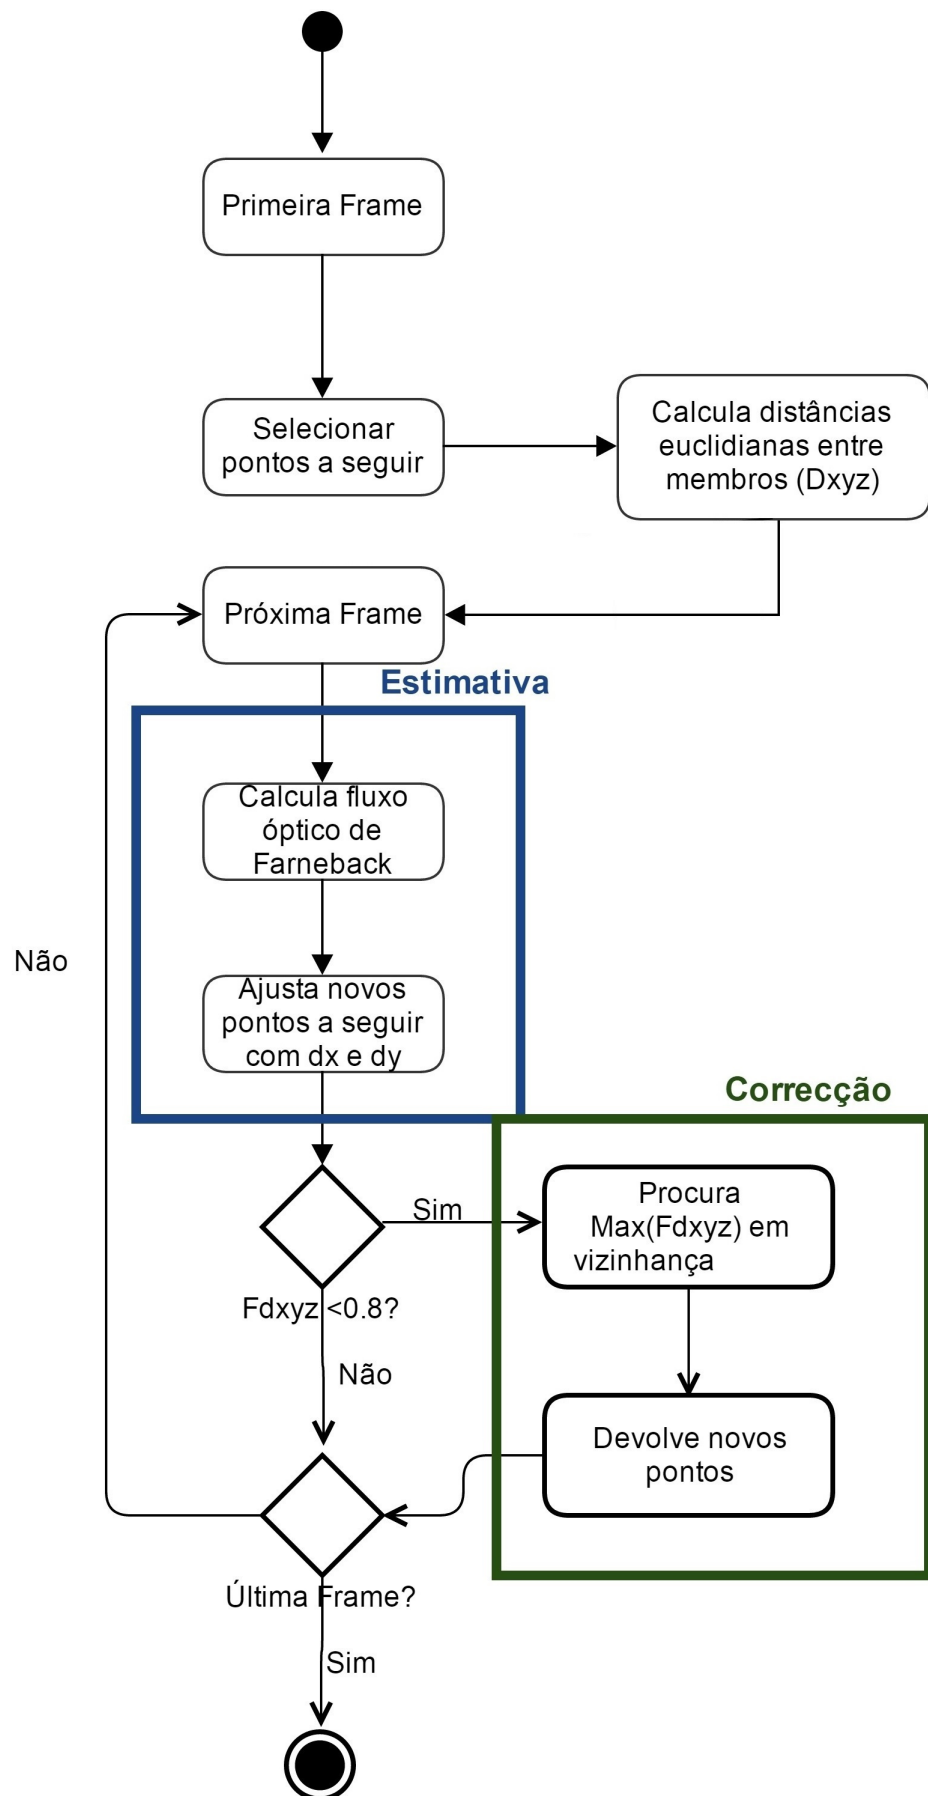 Primeira Frame
Selecionar
pontos a seguir
Calcula distâncias
euclidianas entre
membros (Dxyz)
Próxima Frame
Estimativa
Calcula fluxo
óptico de
Farneback
Não
Ajusta novos
pontos a seguir
com dx e dy
Correcção
Sim
Procura
Max(Fdxyz) em
vizinhança
Fdxyz <0.8?
Não
Devolve novos
pontos
Última Frame?
Sim